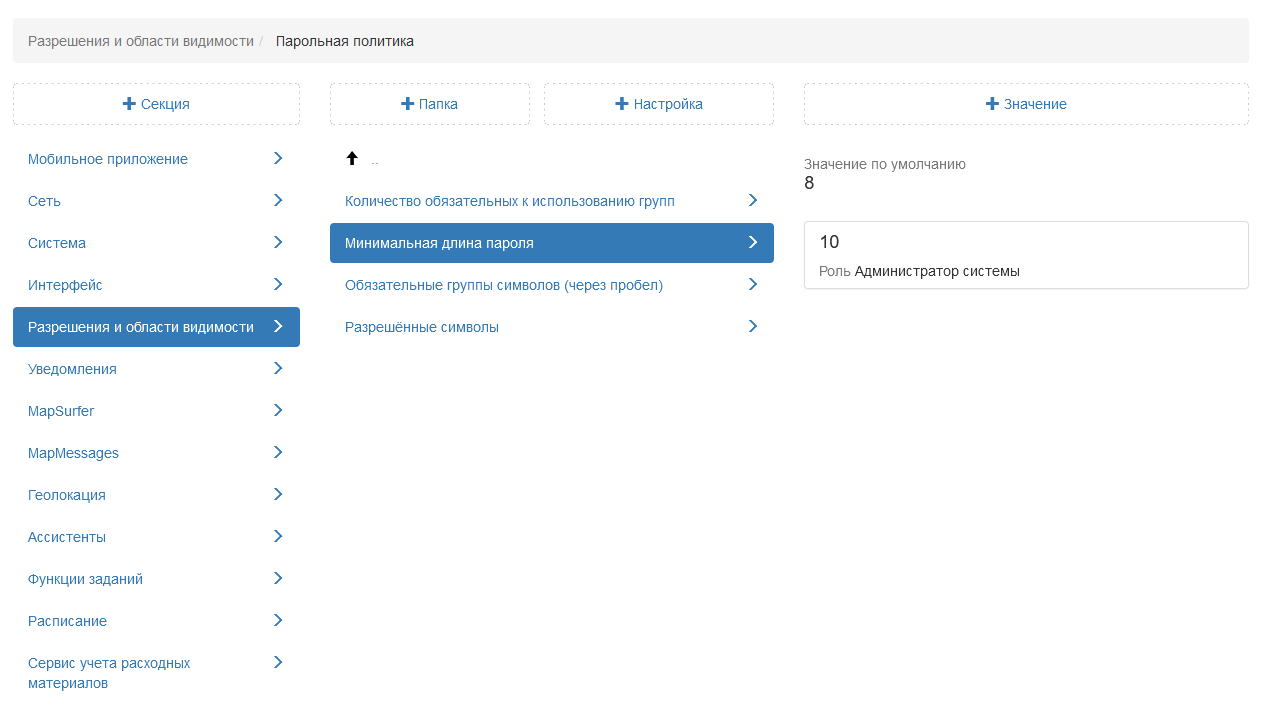 Разрешения и области видимости / Парольная политика
Секция
Папка
Настройка
Значение
Мобильное приложение
Сеть
Система
Интерфейс
Разрешения и области видимости
Уведомления
MapSurfer
MapMessages
Геолокация
Ассистенты
Функции заданий
Расписание
Сервис учета расходных
материалов
..
Количество обязательных к использованию групп
Минимальная длина пароля
Обязательные группы символов (через пробел)
Разрешённые символы
Значение по умолчанию
8
10
Роль Администратор системы